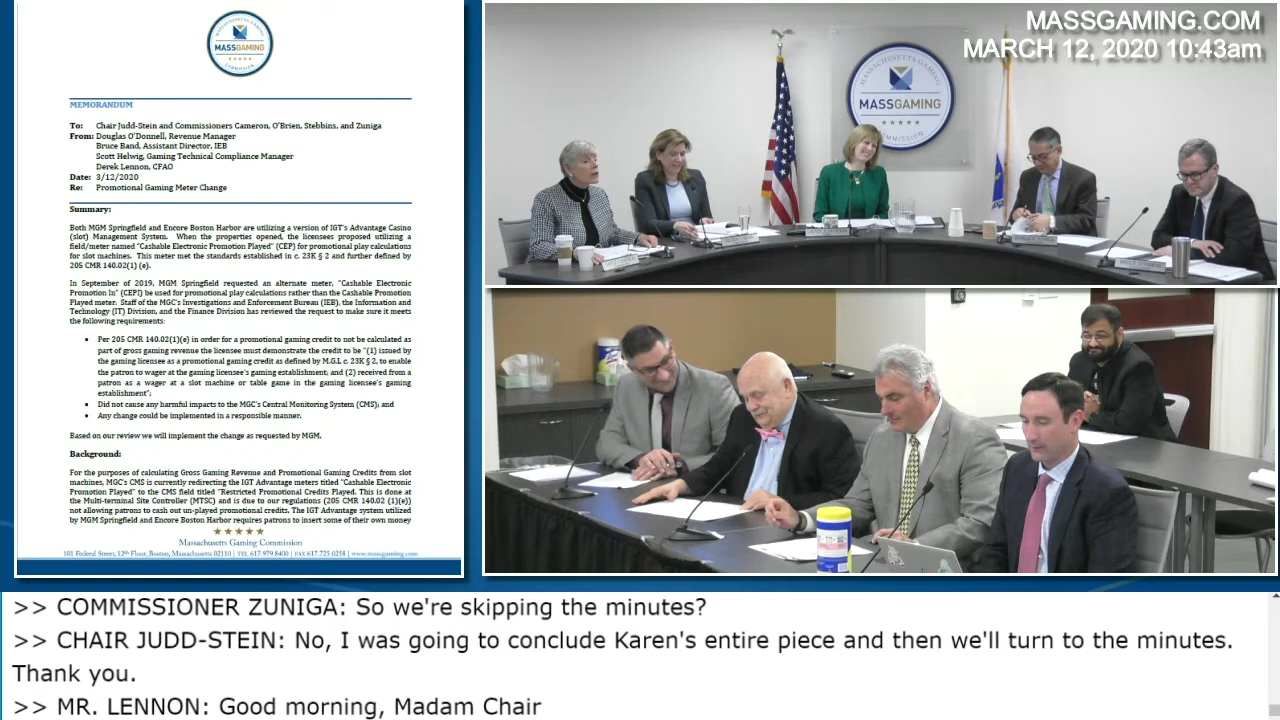 MASSACHUSETTS GAMING
MASSGAMING
COMMISSION
MEMORANDUM
To: Chair Judd-Stein and Commissioners Cameron, O'Brien, Stebbins, and Zuniga
From: Douglas O'Donnell, Revenue Manager
Bruce Band, Assistant Director, IEB
Scott Helwig, Gaming Technical Compliance Manager
Derek Lennon, CFAO
Date: 3/12/2020
Re: Promotional Gaming Meter Change
Summary:
Both MGM Springfield and Encore Boston Harbor are utilizing a version of IGT's Advantage Casino
(slot) Management System. When the properties opened, the licensees proposed utilizing a
field/meter named "Cashable Electronic Promotion Played" (CEP) for promotional play calculations
for slot machines. This meter met the standards established in c. 23K § 2 and further defined by
205 CMR 140.02(1) (e).
In September of 2019, MGM Springfield requested an alternate meter, "Cashable Electronic
Promotion In" (CEPI) be used for promotional play calculations rather than the Cashable Promotion
Played meter. Staff of the MGC's Investigations and Enforcement Bureau (IEB), the Information and
Technology (IT) Division, and the Finance Division has reviewed the request to make sure it meets
the following requirements:
• Per 205 CMR 140.02(1)(e) in order for a promotional gaming credit to not be calculated as
part of gross gaming revenue the licensee must demonstrate the credit to be "(1) issued by
the gaming licensee as a promotional gaming credit as defined by M.G.L c. 23K § 2, to enable
the patron to wager at the gaming licensee's gaming establishment; and (2) received from a
patron as a wager at a slot machine or table game in the gaming licensee's gaming
establishment";
• Did not cause any harmful impacts to the MGC's Central Monitoring System (CMS); and
• Any change could be implemented in a responsible manner.
Based on our review we will implement the change as requested by MGM.
Background:
For the purposes of calculating Gross Gaming Revenue and Promotional Gaming Credits from slot
machines, MGC's CMS is currently redirecting the IGT Advantage meters titled "Cashable Electronic
Promotion Played" to the CMS field titled "Restricted Promotional Credits Played. This is done at
the Multi-terminal Site Controller (MTSC) and is due to our regulations (205 CMR 140.02 (1)(e))
not allowing patrons to cash out un-played promotional credits. The IGT Advantage system utilized
by MGM Springfield and Encore Boston Harbor requires patrons to insert some of their own money
★★★★★
Massachusetts Gaming Commission
101 Federal Street, 12th Floor, Boston, Massachusetts 02110 | TEL 617.979.8400 | FAX 617.725.0258 | www.massgaming.com
MASSGAMING.COM
MARCH 12, 2020 10:43am
MASSACHUSETTS GAMING
MASSGAMING
COMMISSION
>> COMMISSIONER ZUNIGA: So we're skipping the minutes?
>> CHAIR JUDD-STEIN: No, I was going to conclude Karen's entire piece and then we'll turn to the minutes.
Thank you.
>> MR. LENNON: Good morning, Madam Chair